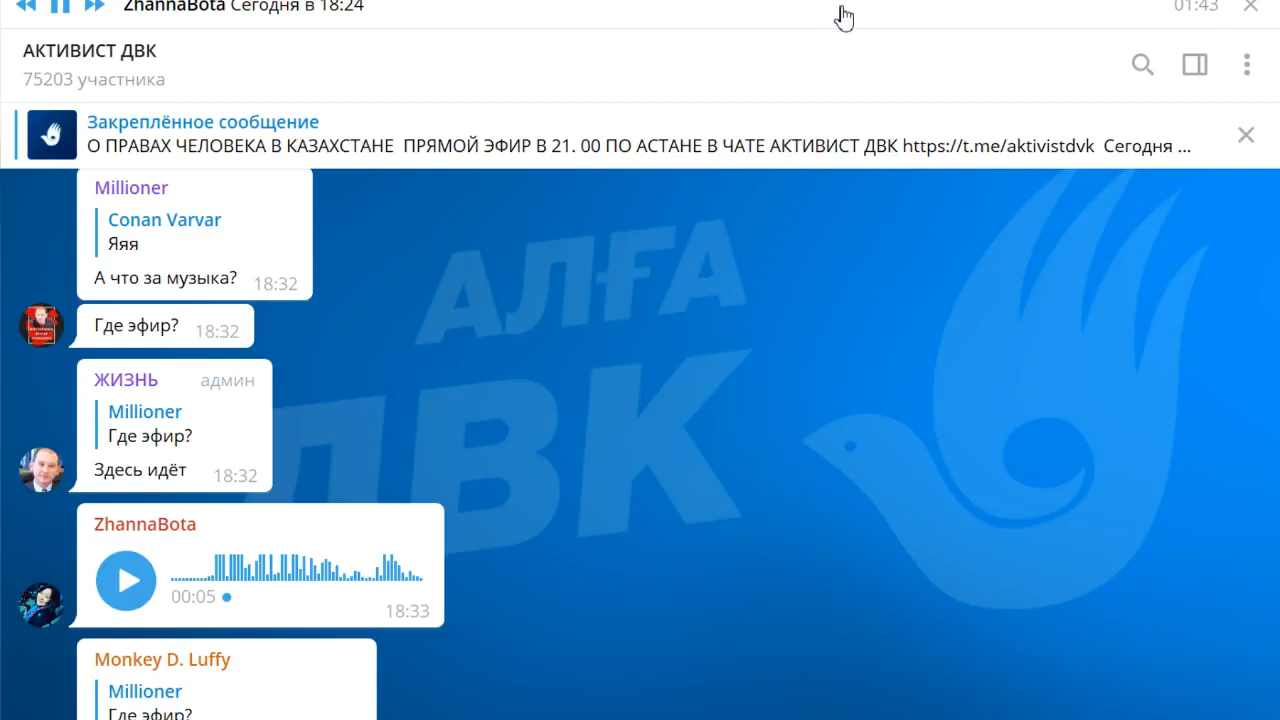 ZhannaBota Сегодня в 18:24
01:43
АКТИВИСТ ДВК
75203 участника
Закреплённое сообщение
О ПРАВАХ ЧЕЛОВЕКА В КАЗАХСТАНЕ ПРЯМОЙ ЭФИР В 21. 00 ПО АСТАНЕ В ЧАТЕ АКТИВИСТ ДВК https://t.me/aktivistdvk Сегодня ...
Millioner
Conan Varvar
Яяя
А что за музыка? 18:32
Где эфир? 18:32
ЖИЗНЬ админ
Millioner
Где эфир?
Здесь идёт 18:32
ZhannaBota
00:05
18:33
Monkey D. Luffy
Millioner
Где эфир?
АЛҒА
ДВК